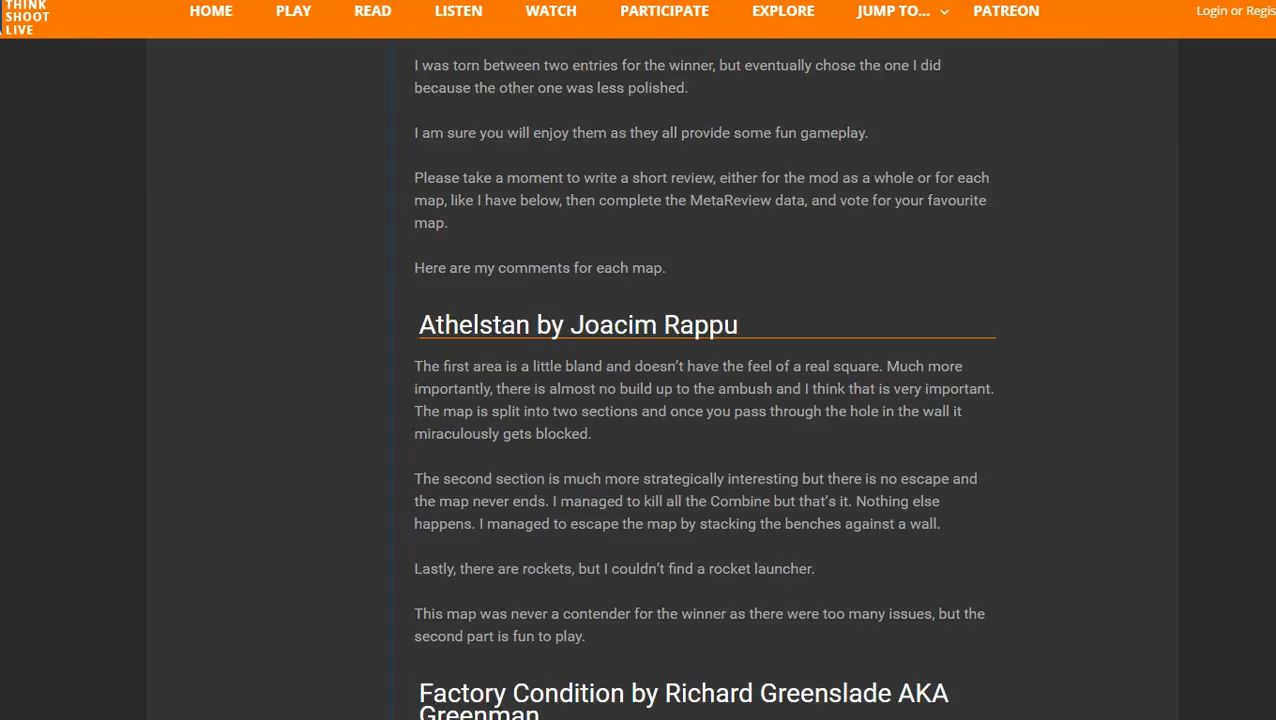 THINK
SHOOT
LIVE
HOME PLAY READ LISTEN WATCH PARTICIPATE EXPLORE JUMP TO... PATREON Login or Regis
I was torn between two entries for the winner, but eventually chose the one I did
because the other one was less polished.
I am sure you will enjoy them as they all provide some fun gameplay.
Please take a moment to write a short review, either for the mod as a whole or for each
map, like I have below, then complete the MetaReview data, and vote for your favourite
map.
Here are my comments for each map.
Athelstan by Joacim Rappu
The first area is a little bland and doesn’t have the feel of a real square. Much more
importantly, there is almost no build up to the ambush and I think that is very important.
The map is split into two sections and once you pass through the hole in the wall it
miraculously gets blocked.
The second section is much more strategically interesting but there is no escape and
the map never ends. I managed to kill all the Combine but that’s it. Nothing else
happens. I managed to escape the map by stacking the benches against a wall.
Lastly, there are rockets, but I couldn’t find a rocket launcher.
This map was never a contender for the winner as there were too many issues, but the
second part is fun to play.
Factory Condition by Richard Greenslade AKA
Greenman